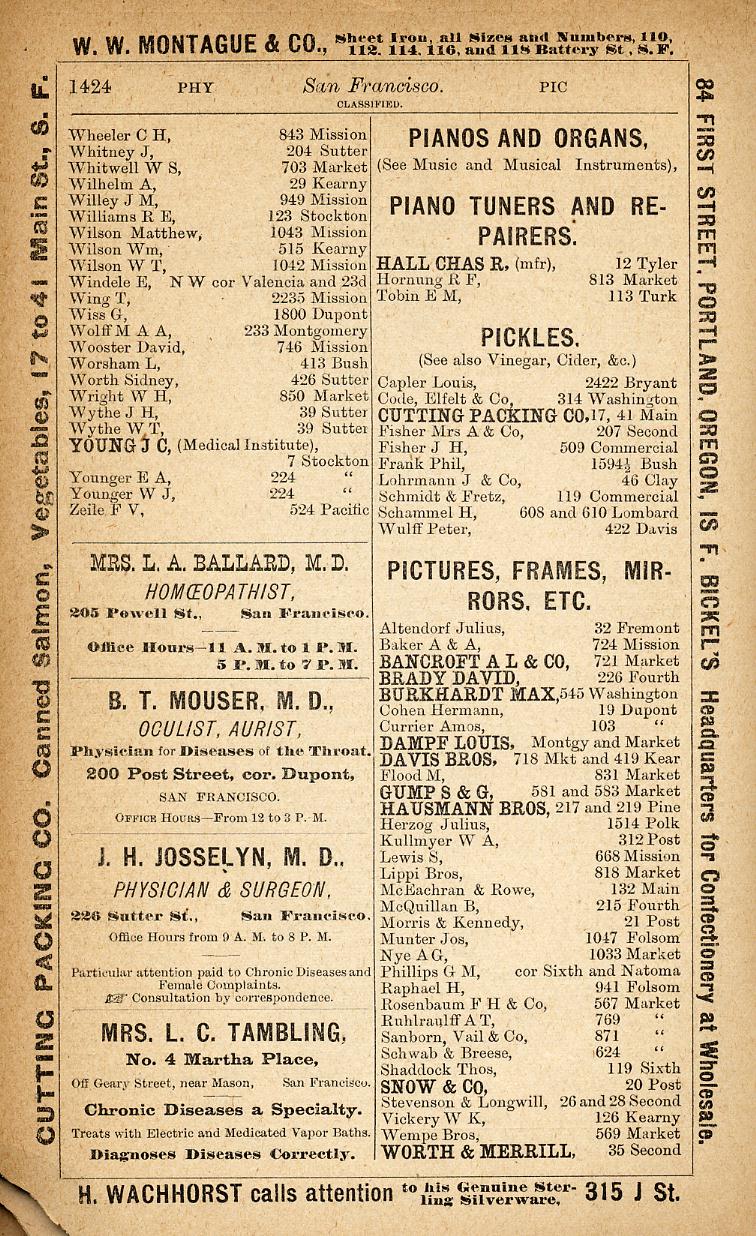 W. W. MONTAGUE & CO., Sheet Iron, all Sizes and Numbers, 110, 112, 114, 116, and 118 Battery St., S. F.
CUTTING PACKING CO. Canned Salmon, Vegetables, 17 to 41 Main St., S. F.
1424 PHY San Francisco. PIC
CLASSIFIED.
Wheeler C H, 843 Mission
Whitney J, 204 Sutter
Whitwell W S, 703 Market
Wilhelm A, 29 Kearny
Willey J M, 949 Mission
Williams R E, 123 Stockton
Wilson Matthew, 1043 Mission
Wilson Wm, 515 Kearny
Wilson W T, 1042 Mission
Windele E, N W cor Valencia and 23d
Wing T, 2235 Mission
Wiss G, 1800 Dupont
Wolff M A A, 233 Montgomery
Wooster David, 746 Mission
Worsham L, 413 Bush
Worth Sidney, 426 Sutter
Wright W H, 850 Market
Wythe J H, 39 Sutter
Wythe W T, 39 Sutter
YOUNG J C, (Medical Institute),
7 Stockton
Younger E A, 224 “
Younger W J, 224 “
Zeile F V, 524 Pacific
MRS. L. A. BALLARD, M. D.
HOMŒOPATHIST,
205 Powell St., San Francisco.
Office Hours—11 A. M. to 1 P. M.
5 P. M. to 7 P. M.
B. T. MOUSER, M. D.,
OCULIST, AURIST,
Physician for Diseases of the Throat.
200 Post Street, cor. Dupont,
SAN FRANCISCO.
OFFICE HOURS—From 12 to 3 P. M.
J. H. JOSSELYN, M. D.,
PHYSICIAN & SURGEON,
226 Sutter St., San Francisco.
Office Hours from 9 A. M. to 8 P. M.
Particular attention paid to Chronic Diseases and
Female Complaints.
☞ Consultation by correspondence.
MRS. L. C. TAMBLING,
No. 4 Martha Place,
Off Geary Street, near Mason, San Francisco.
Chronic Diseases a Specialty.
Treats with Electric and Medicated Vapor Baths.
Diagnoses Diseases Correctly.
PIANOS AND ORGANS,
(See Music and Musical Instruments),
PIANO TUNERS AND RE-
PAIRERS.
HALL CHAS R, (mfr), 12 Tyler
Hornung R F, 813 Market
Tobin E M, 113 Turk
PICKLES.
(See also Vinegar, Cider, &c.)
Capler Louis, 2422 Bryant
Code, Elfelt & Co, 314 Washington
CUTTING PACKING CO, 17, 41 Main
Fisher Mrs A & Co, 207 Second
Fisher J H, 509 Commercial
Frank Phil, 1594½ Bush
Lohrmann J & Co, 46 Clay
Schmidt & Fretz, 119 Commercial
Schammel H, 608 and 610 Lombard
Wulff Peter, 422 Davis
PICTURES, FRAMES, MIR-
RORS, ETC.
Altendorf Julius, 32 Fremont
Baker A & A, 724 Mission
BANCROFT A L & CO, 721 Market
BRADY DAVID, 226 Fourth
BURKHARDT MAX, 545 Washington
Cohen Hermann, 19 Dupont
Currier Amos, 103 “
DAMPF LOUIS, Montgy and Market
DAVIS BROS, 718 Mkt and 419 Kear
Flood M, 831 Market
GUMP S & G, 581 and 583 Market
HAUSMANN BROS, 217 and 219 Pine
Herzog Julius, 1514 Polk
Kullmyer W A, 312 Post
Lewis S, 668 Mission
Lippi Bros, 818 Market
McEachran & Rowe, 132 Main
McQuillan B, 215 Fourth
Morris & Kennedy, 21 Post
Munter Jos, 1047 Folsom
Nye A G, 1033 Market
Phillips G M, cor Sixth and Natoma
Raphael H, 941 Folsom
Rosenbaum F H & Co, 567 Market
Ruhlraulff A T, 769 “
Sanborn, Vail & Co, 871 “
Schwab & Breese, 624 “
Shaddock Thos, 119 Sixth
SNOW & CO, 20 Post
Stevenson & Longwill, 26 and 28 Second
Vickery W K, 126 Kearny
Wempe Bros, 569 Market
WORTH & MERRILL, 35 Second
84 FIRST STREET, PORTLAND, OREGON, IS F. BICKEL'S Headquarters for Confectionery at Wholesale.
H. WACHHORST calls attention to his Genuine Sterling Silverware, 315 J St.